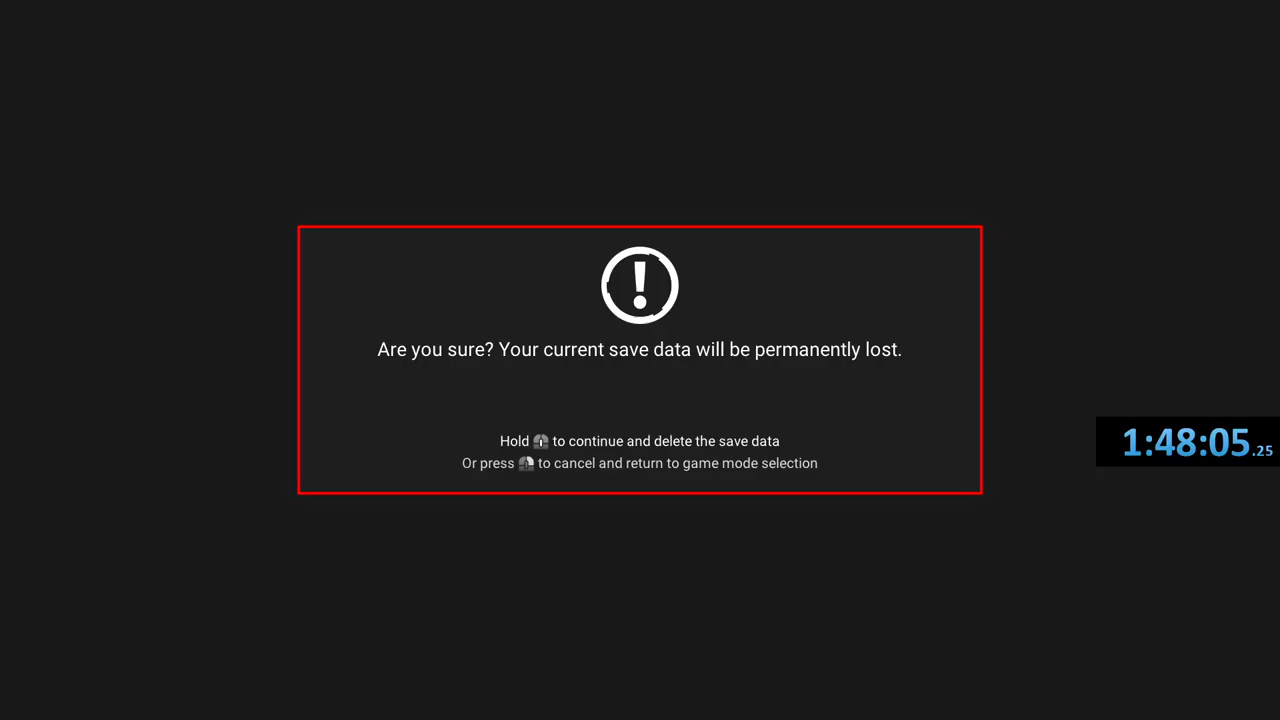 Are you sure? Your current save data will be permanently lost.
Hold to continue and delete the save data
Or press to cancel and return to game mode selection
1:48:05.25